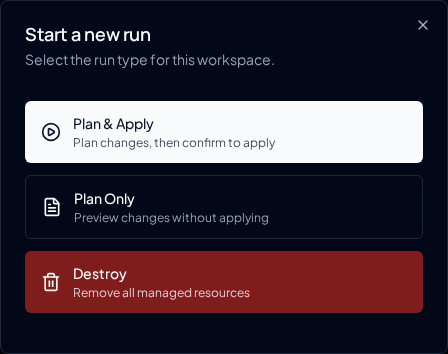 Start a new run
Select the run type for this workspace.
Plan & Apply
Plan changes, then confirm to apply
Plan Only
Preview changes without applying
Destroy
Remove all managed resources